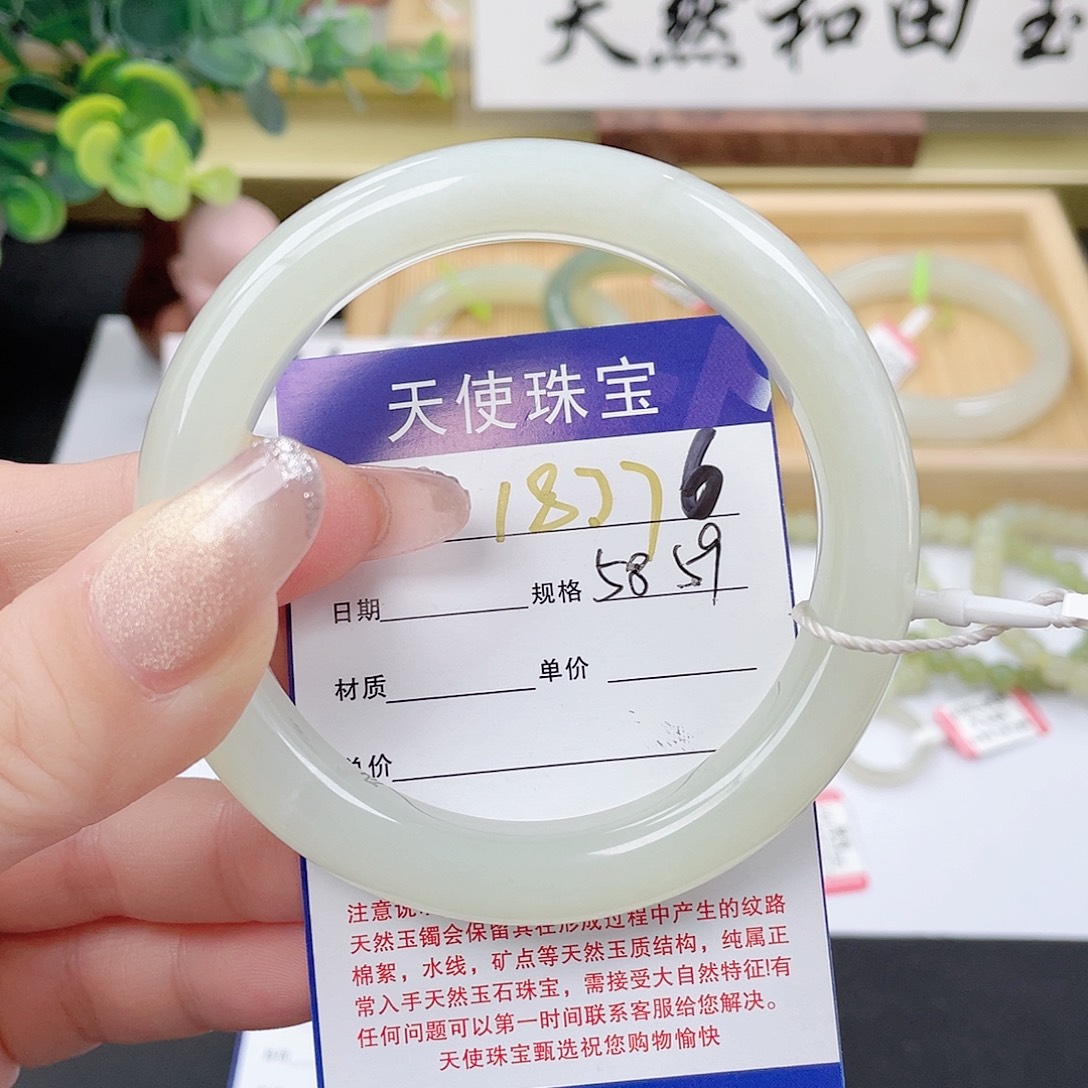 天然和田玉
天使珠宝
182776
日期 规格 58 59
材质 单价
价
注意说
天然玉镯会保留其在形成过程中产生的纹路
棉絮，水线，矿点等天然玉质结构，纯属正
常入手天然玉石珠宝，需接受大自然特征!有
任何问题可以第一时间联系客服给您解决。
天使珠宝甄选祝您购物愉快